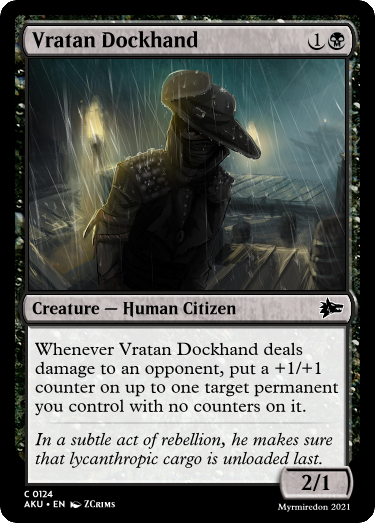 Vratan Dockhand 1
Creature — Human Citizen
Whenever Vratan Dockhand deals
damage to an opponent, put a +1/+1
counter on up to one target permanent
you control with no counters on it.
In a subtle act of rebellion, he makes sure
that lycanthropic cargo is unloaded last.
2/1
C 0124
AKU • EN ZCrims
Myrmiredon 2021